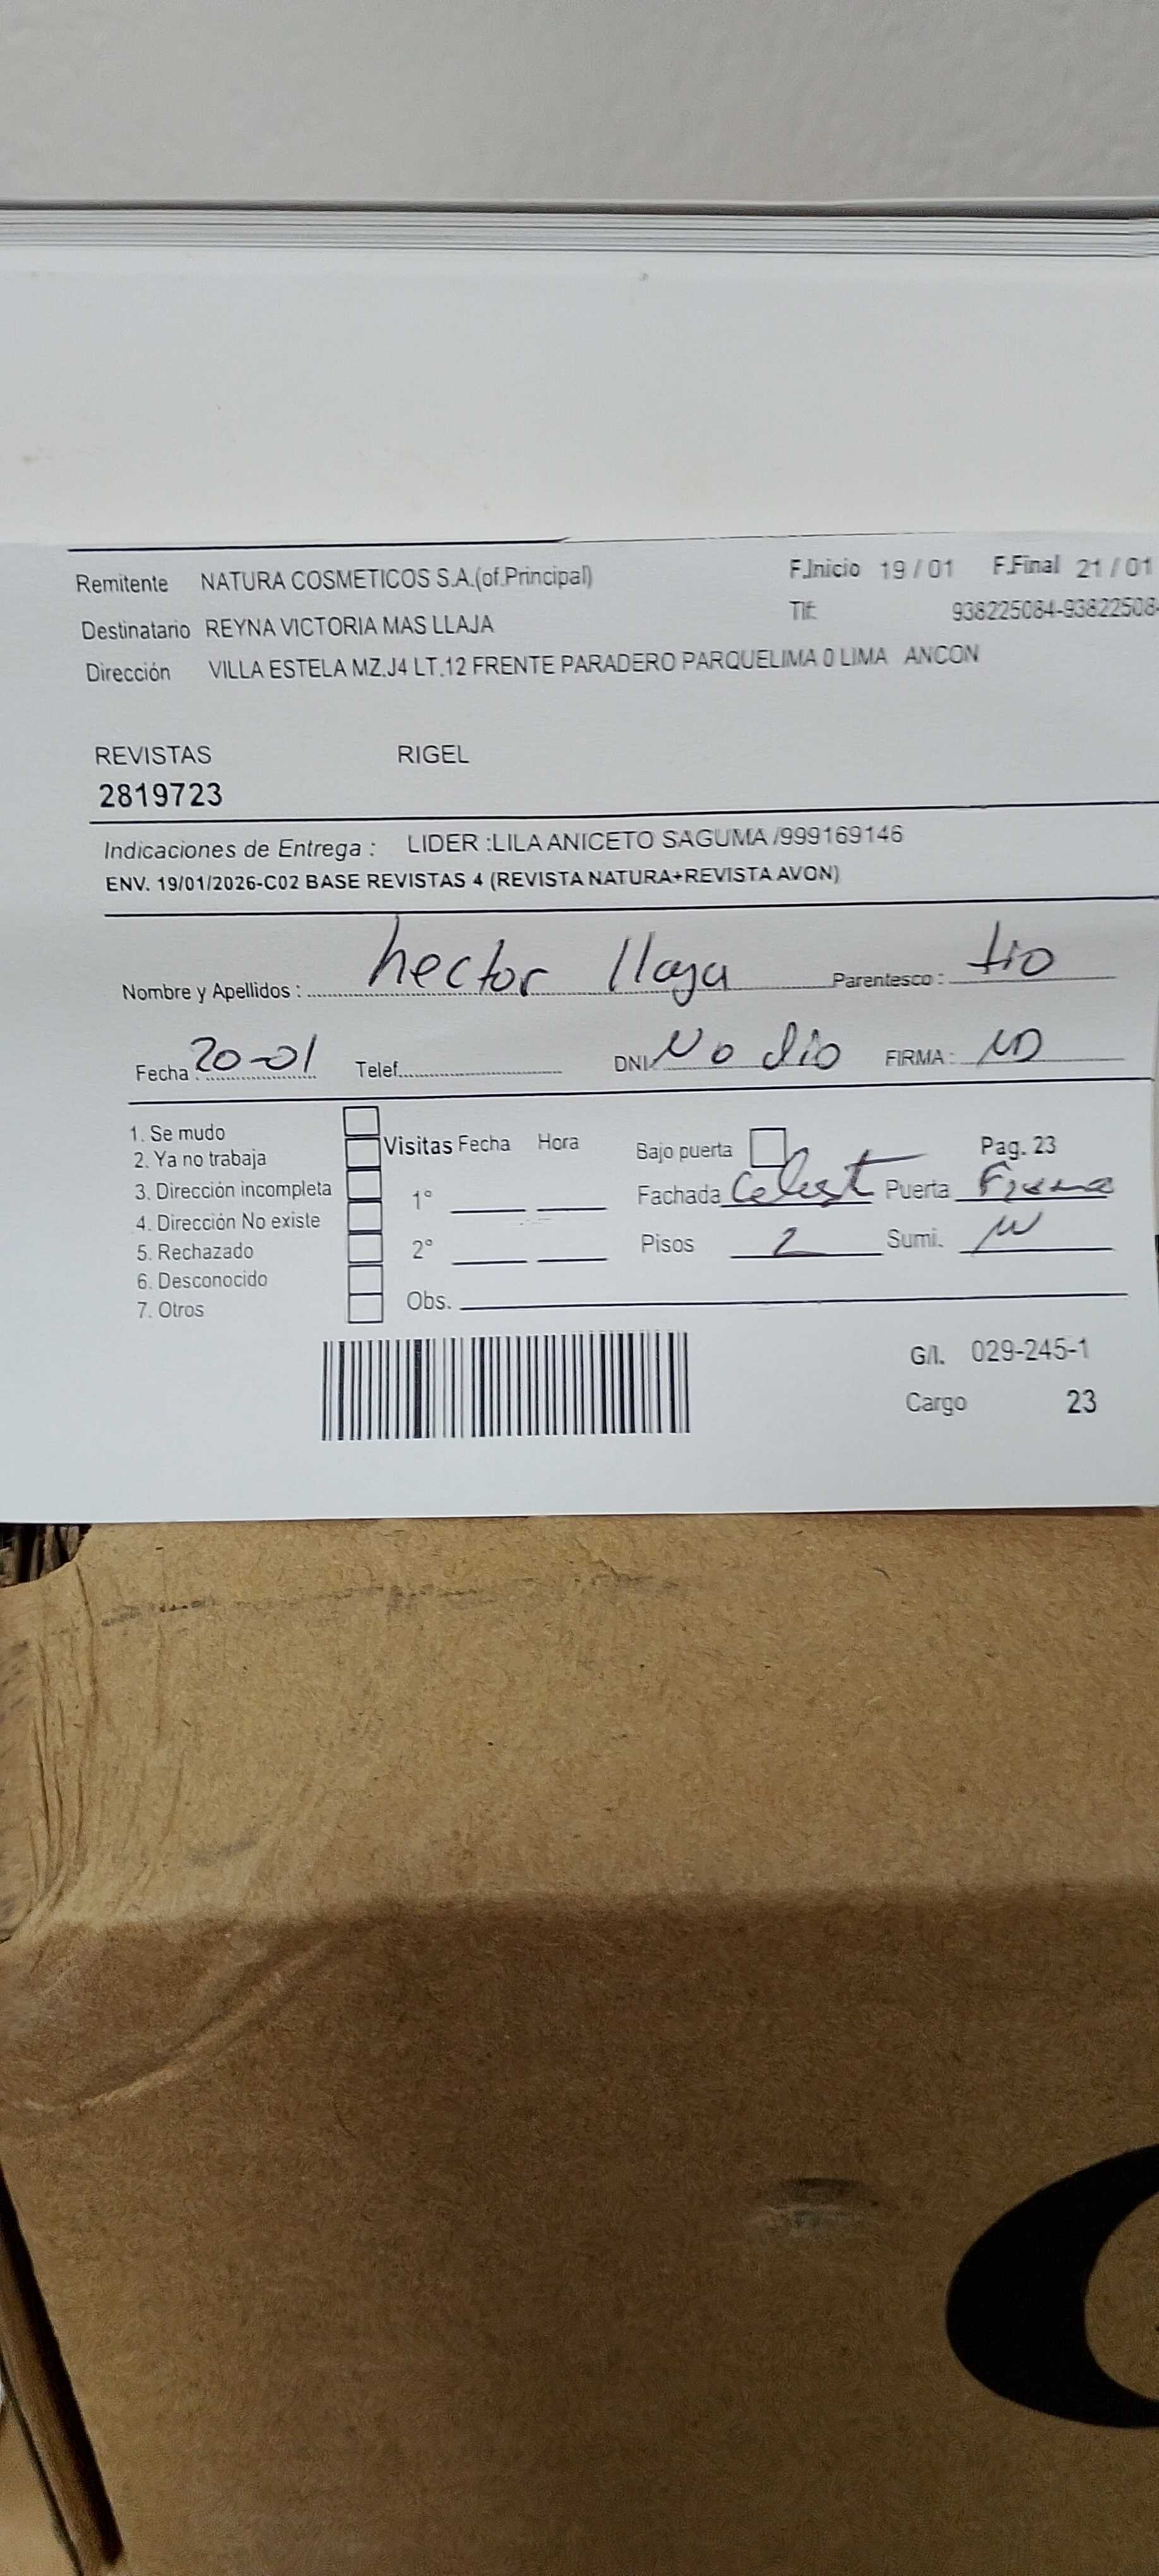 Remitente NATURA COSMETICOS S.A.(of.Principal) F.Inicio 19 / 01 F.Final 21 / 01
Destinatario REYNA VICTORIA MAS LLAJA Tlf: 938225084-93822508
Dirección VILLA ESTELA MZ.J4 LT.12 FRENTE PARADERO PARQUELIMA 0 LIMA ANCON
REVISTAS RIGEL
2819723
Indicaciones de Entrega : LIDER :LILA ANICETO SAGUMA /999169146
ENV. 19/01/2026-C02 BASE REVISTAS 4 (REVISTA NATURA+REVISTA AVON)
Nombre y Apellidos : hector llaja Parentesco : tio
Fecha : 20-01 Telef. DNI No dio FIRMA : ND
1. Se mudo
2. Ya no trabaja Visitas Fecha Hora Bajo puerta Pag. 23
3. Dirección incompleta 1° Fachada Celest Puerta
4. Dirección No existe
5. Rechazado 2° Pisos 2 Sumi.
6. Desconocido
7. Otros Obs.
G/I. 029-245-1
Cargo 23